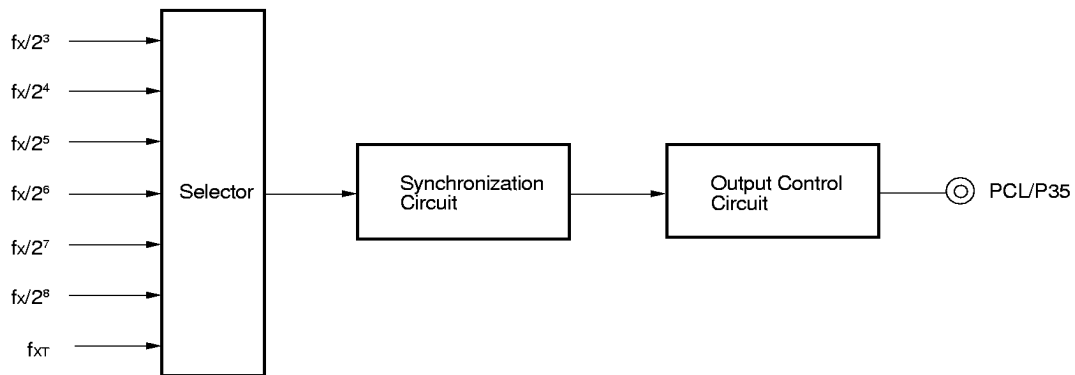 fx/2³
fx/2⁴
fx/2⁵
fx/2⁶
fx/2⁷
fx/2⁸
fXT
Selector
Synchronization
Circuit
Output Control
Circuit
PCL/P35